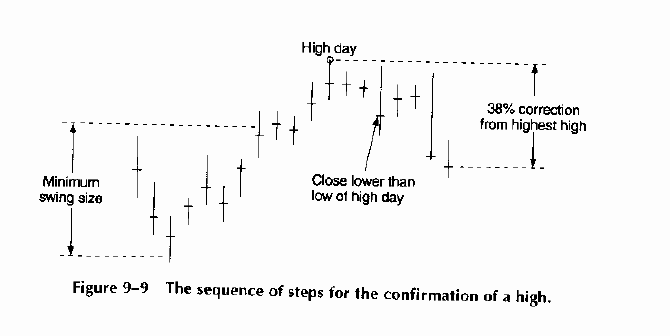 High day
38% correction
from highest high
Minimum
swing size
Close lower than
low of high day
Figure 9–9 The sequence of steps for the confirmation of a high.